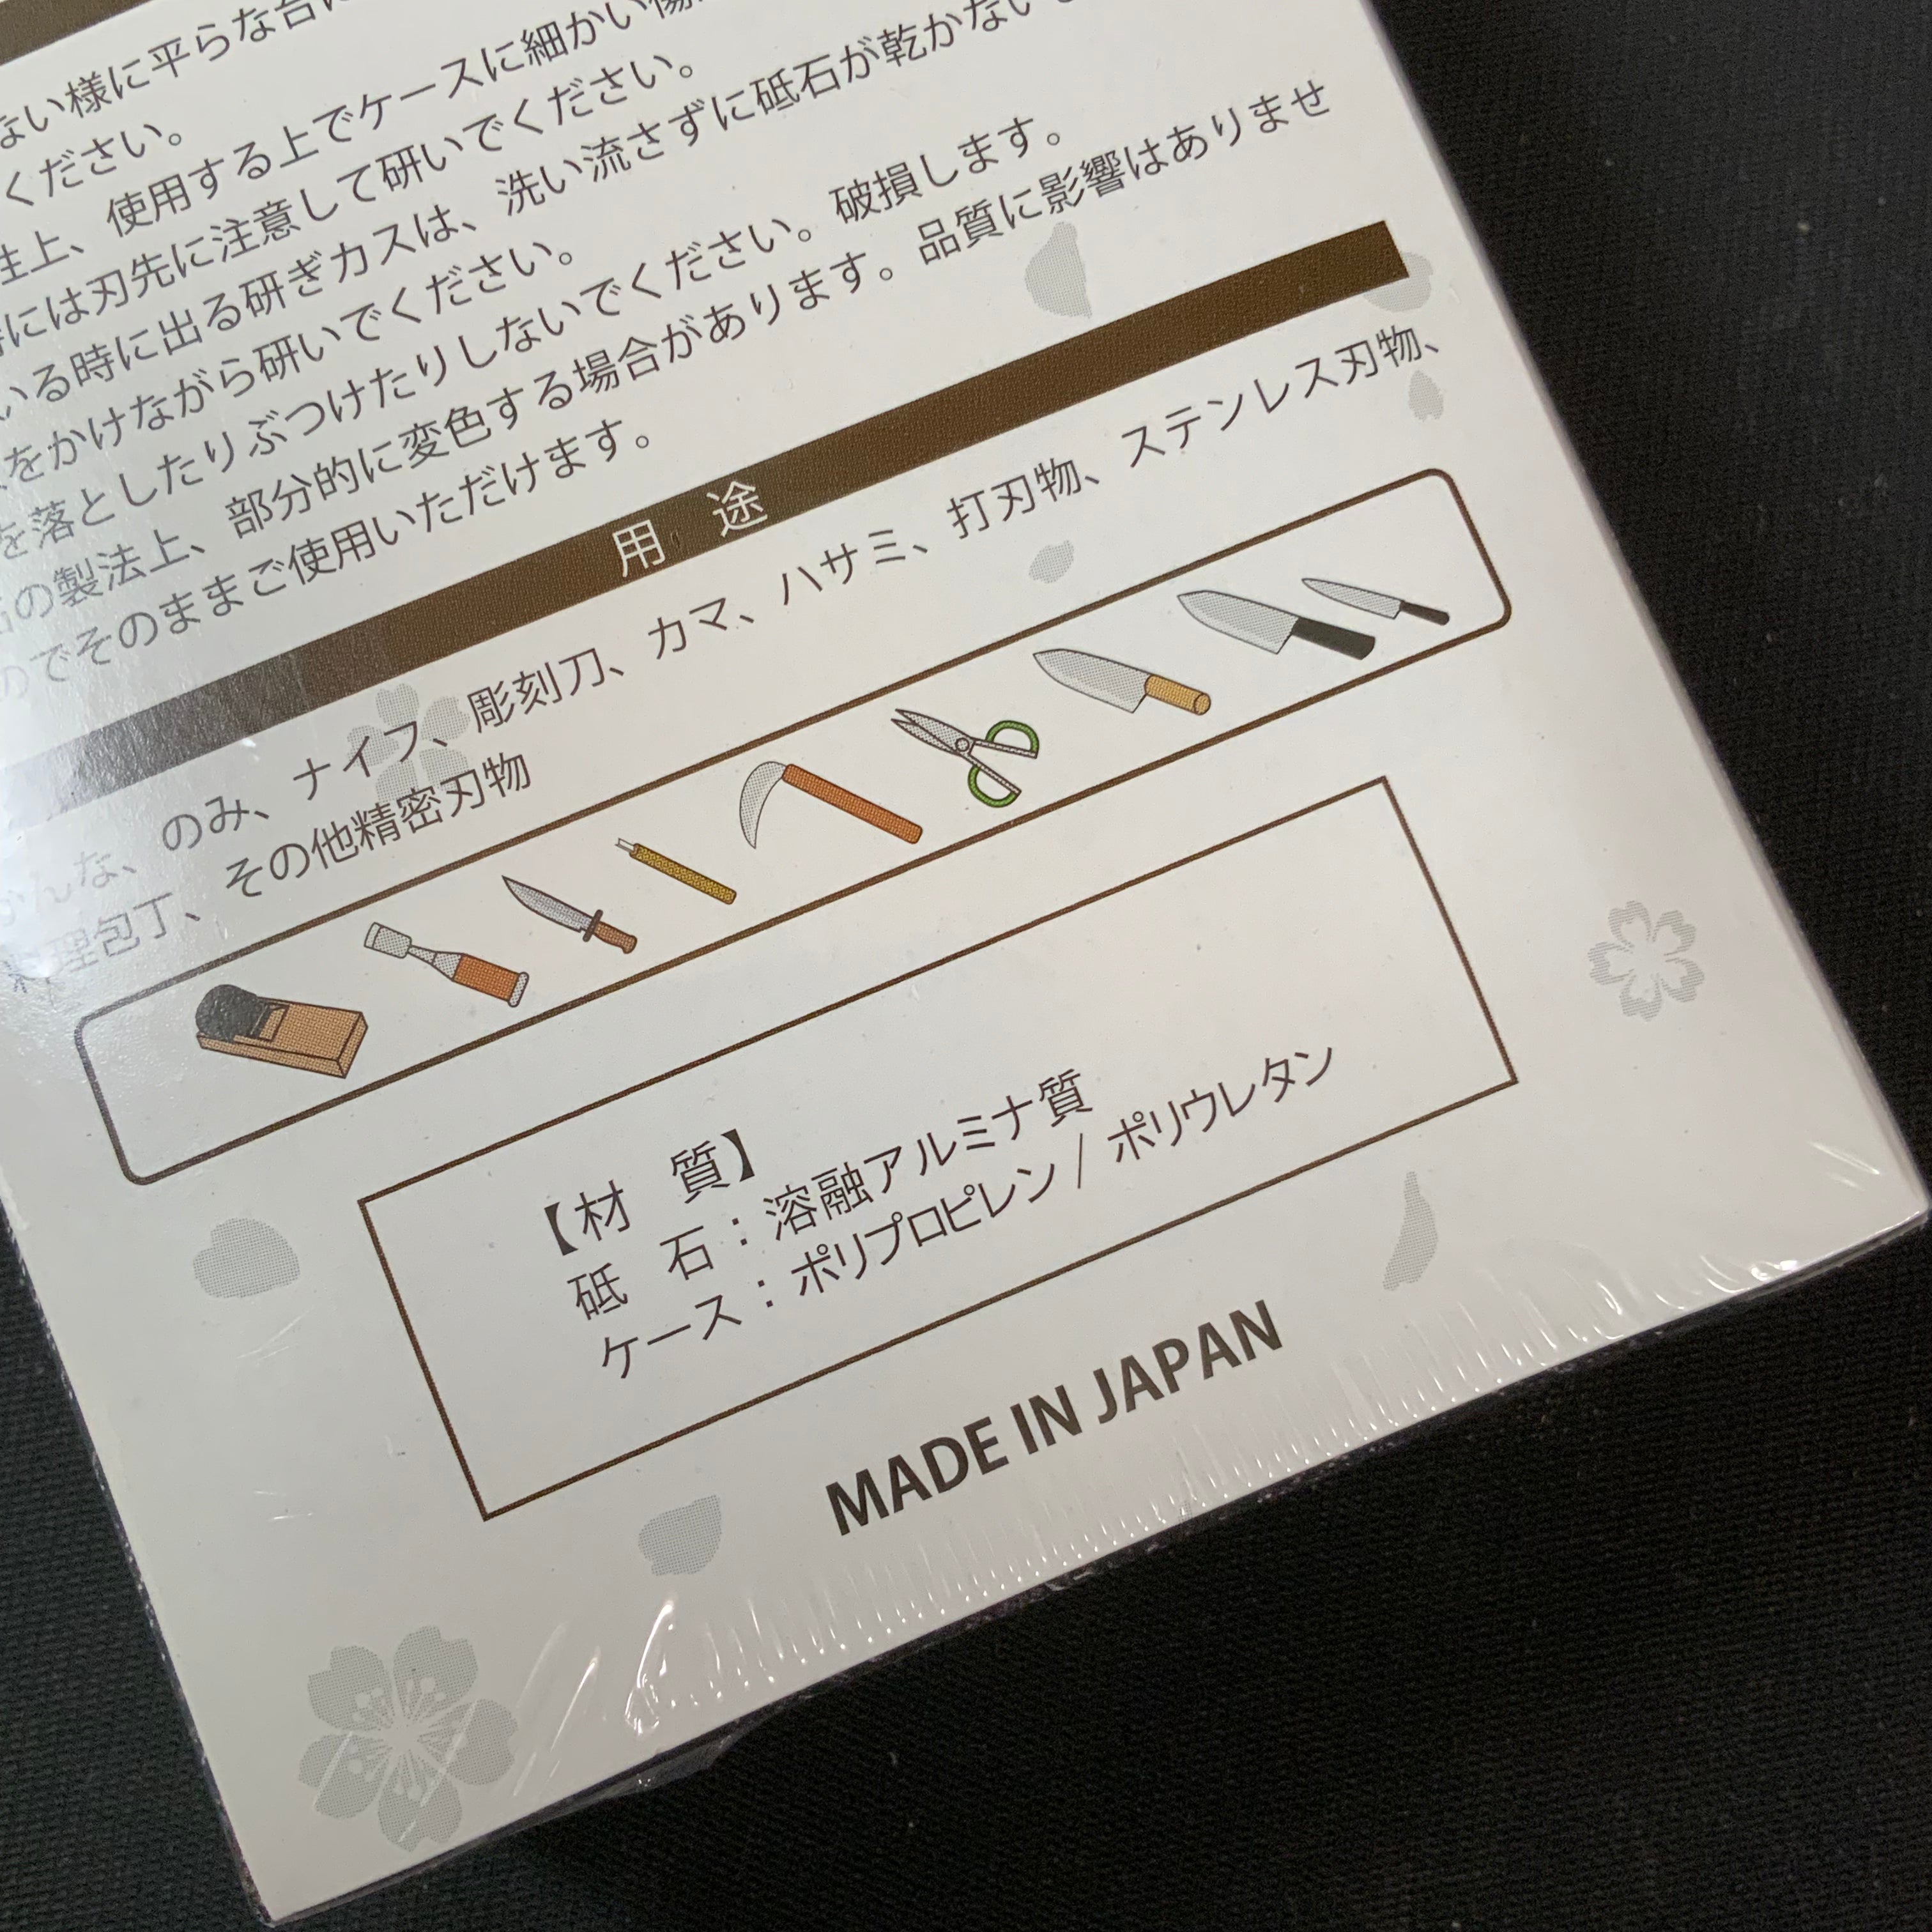 ない様に平らな台に
ください。
性上、使用する上でケースに細かい傷
時には刃先に注意して研いでください。
いる時に出る研ぎカスは、洗い流さずに砥石が乾かない
をかけながら研いでください。
を落としたりぶつけたりしないでください。破損します。
の製法上、部分的に変色する場合があります。品質に影響はありませ
のでそのままご使用いただけます。
用 途
かんな、のみ、ナイフ、彫刻刀、カマ、ハサミ、打刃物、ステンレス刃物、
料理包丁、その他精密刃物
【材 質】
砥 石：溶融アルミナ質
ケース：ポリプロピレン / ポリウレタン
MADE IN JAPAN